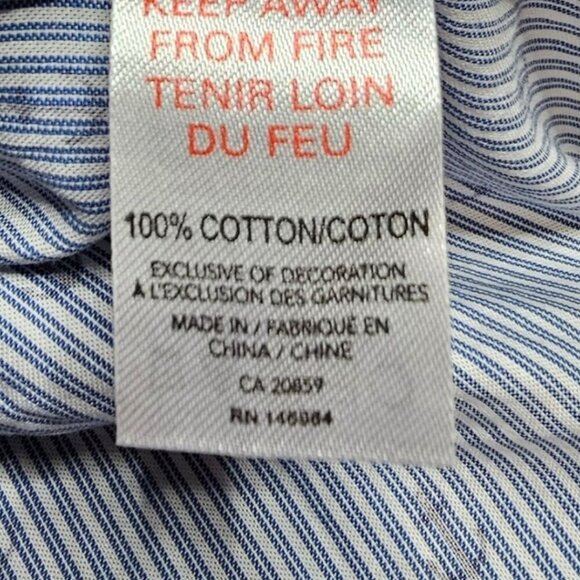 KEEP AWAY
FROM FIRE
TENIR LOIN
DU FEU
100% COTTON/COTON
EXCLUSIVE OF DECORATION
À L'EXCLUSION DES GARNITURES
MADE IN / FABRIQUÉ EN
CHINA / CHINE
CA 20859
RN 146984